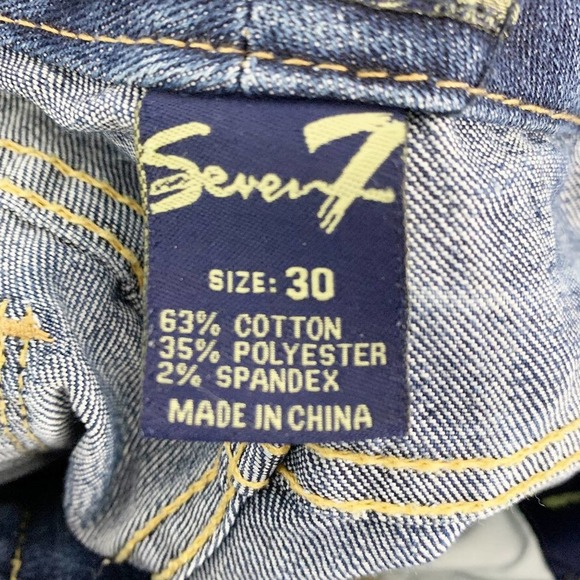 Seven7
SIZE: 30
63% COTTON
35% POLYESTER
2% SPANDEX
MADE IN CHINA